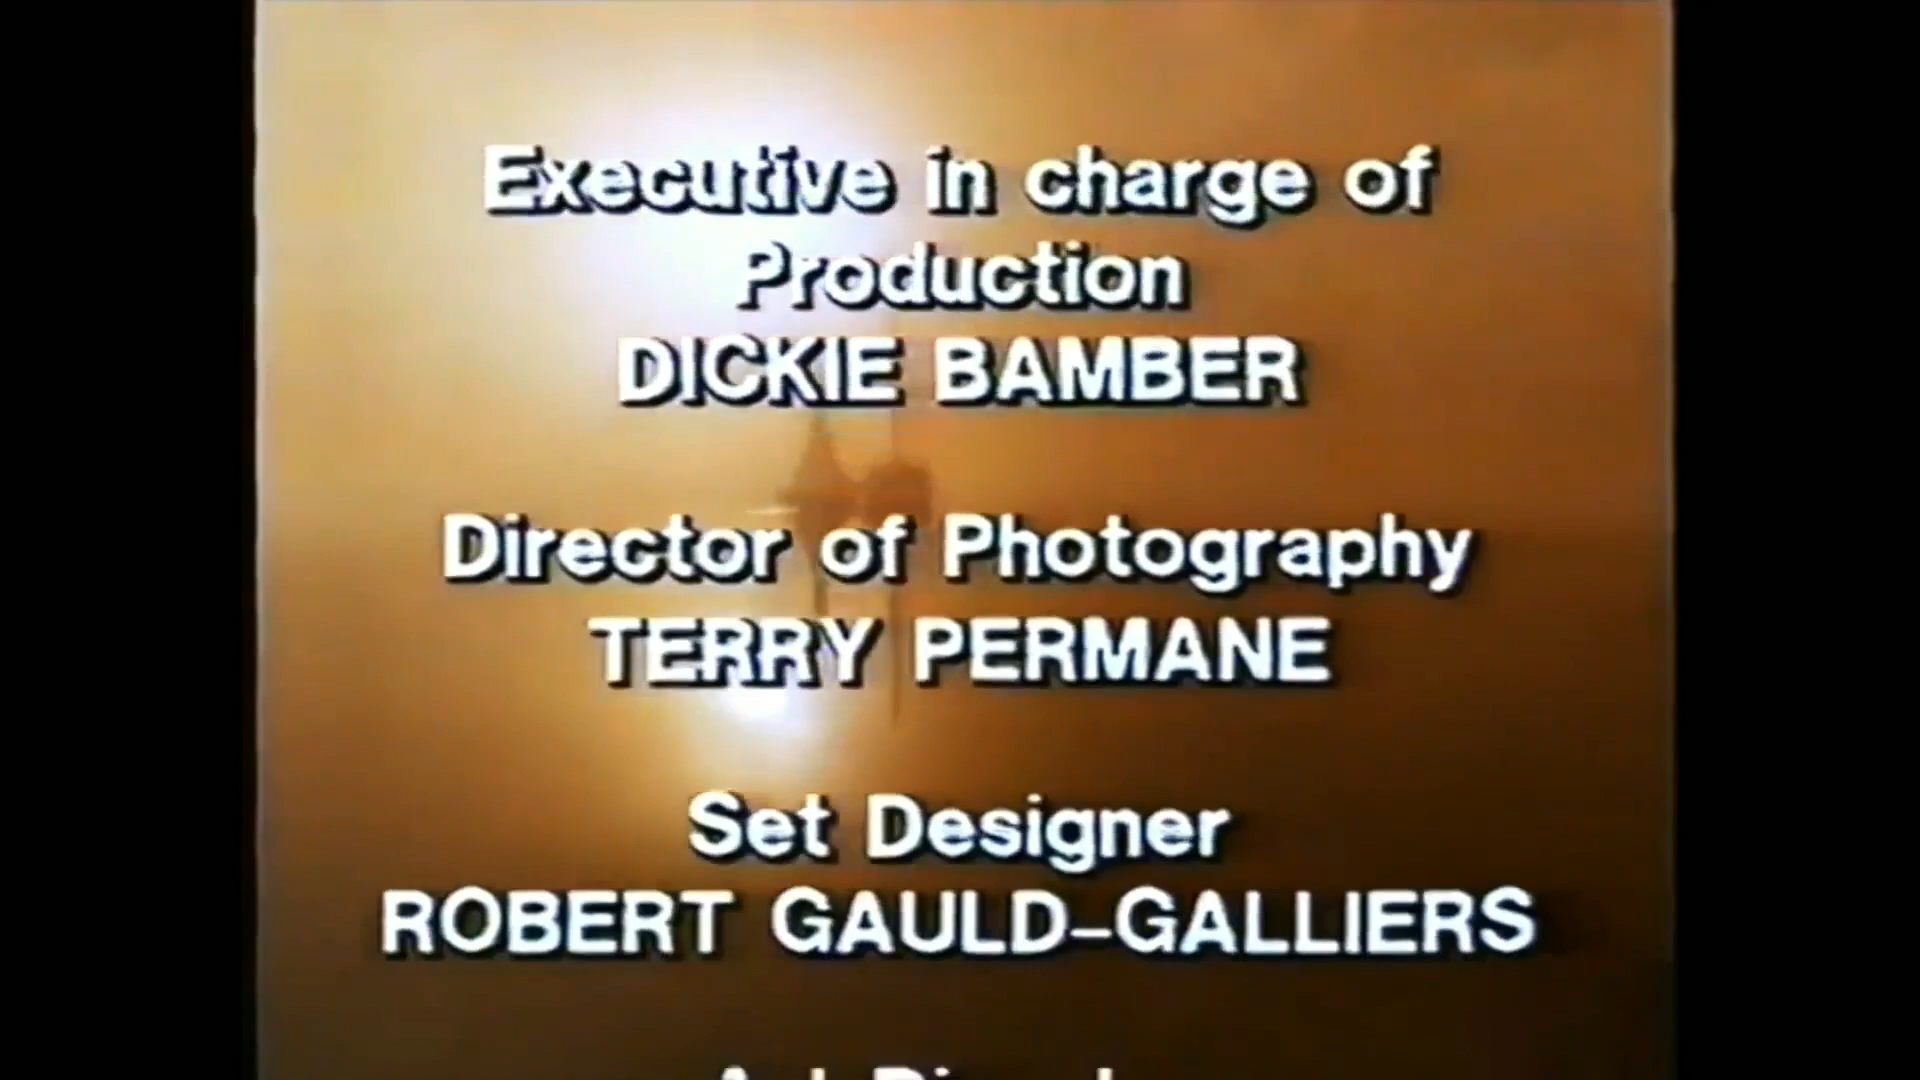 Executive in charge of
Production
DICKIE BAMBER
Director of Photography
TERRY PERMANE
Set Designer
ROBERT GAULD–GALLIERS